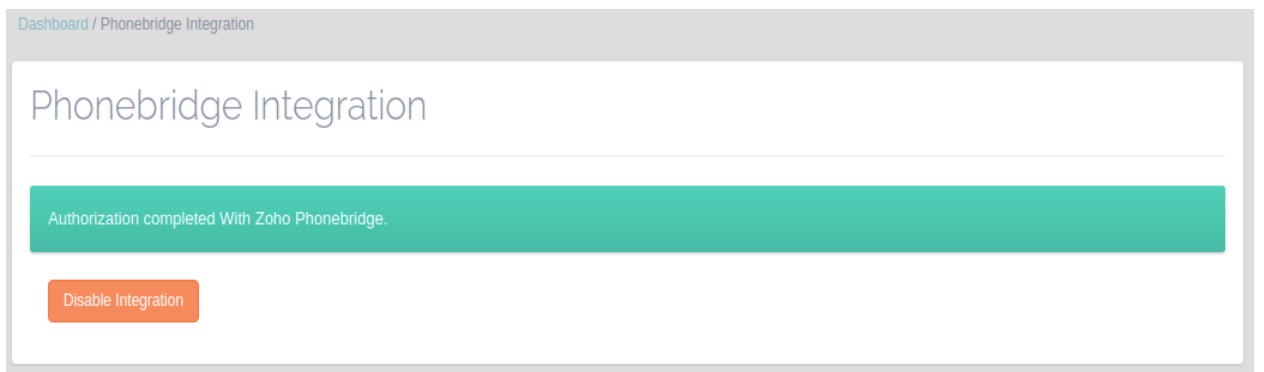 Dashboard / Phonebridge Integration
Phonebridge Integration
Authorization completed With Zoho Phonebridge.
Disable Integration